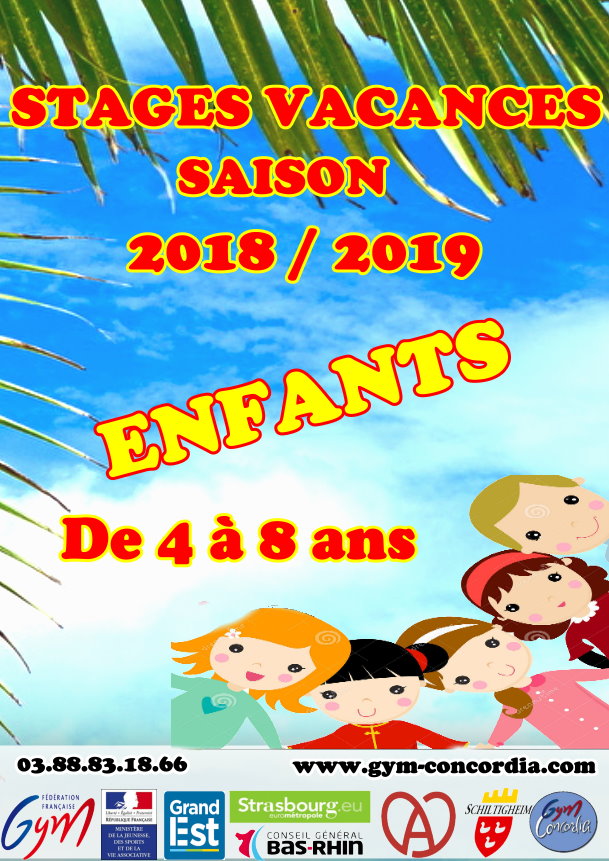 STAGES VACANCES
SAISON
2018 / 2019
ENFANTS
De 4 à 8 ans
03.88.83.18.66
www.gym-concordia.com
FÉDÉRATION
FRANÇAISE
Gym
Liberté • Égalité • Fraternité
RÉPUBLIQUE FRANÇAISE
MINISTÈRE
DE LA JEUNESSE,
DES SPORTS
ET DE LA
VIE ASSOCIATIVE
Grand
Est
Strasbourg.eu
eurométropole
CONSEIL GÉNÉRAL
BAS-RHIN
SCHILTIGHEIM
Gym
Concordia